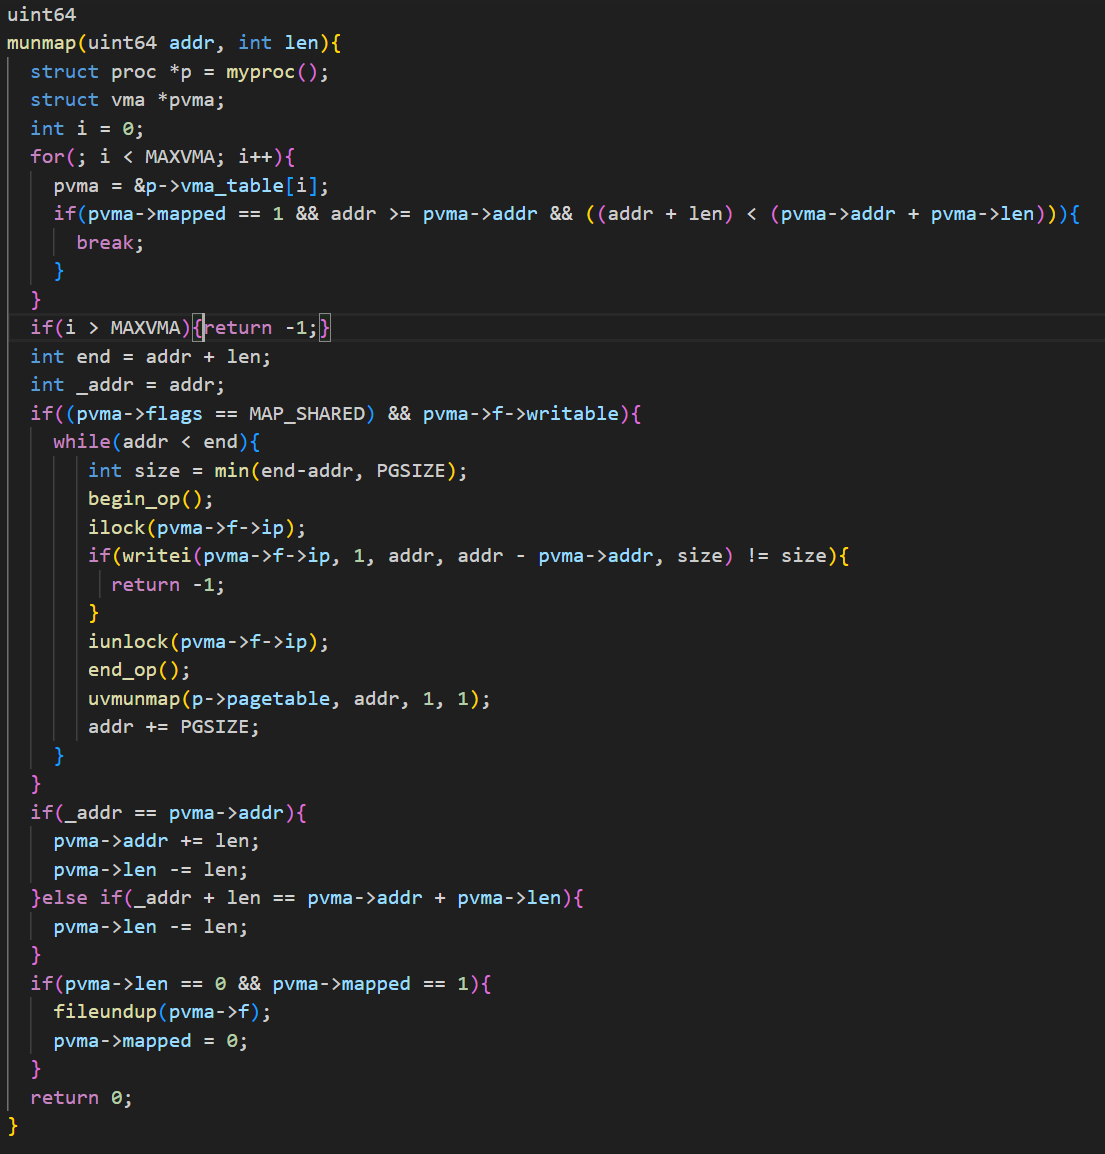 uint64
munmap(uint64 addr, int len){
  struct proc *p = myproc();
  struct vma *pvma;
  int i = 0;
  for(; i < MAXVMA; i++){
    pvma = &p->vma_table[i];
    if(pvma->mapped == 1 && addr >= pvma->addr && ((addr + len) < (pvma->addr + pvma->len))){
      break;
    }
  }
  if(i > MAXVMA){return -1;}
  int end = addr + len;
  int _addr = addr;
  if((pvma->flags == MAP_SHARED) && pvma->f->writable){
    while(addr < end){
       int size = min(end-addr, PGSIZE);
       begin_op();
       ilock(pvma->f->ip);
       if(writei(pvma->f->ip, 1, addr, addr - pvma->addr, size) != size){
         return -1;
       }
       iunlock(pvma->f->ip);
       end_op();
       uvmunmap(p->pagetable, addr, 1, 1);
       addr += PGSIZE;
    }
  }
  if(_addr == pvma->addr){
    pvma->addr += len;
    pvma->len -= len;
  }else if(_addr + len == pvma->addr + pvma->len){
    pvma->len -= len;
  }
  if(pvma->len == 0 && pvma->mapped == 1){
    fileundup(pvma->f);
    pvma->mapped = 0;
  }
  return 0;
}